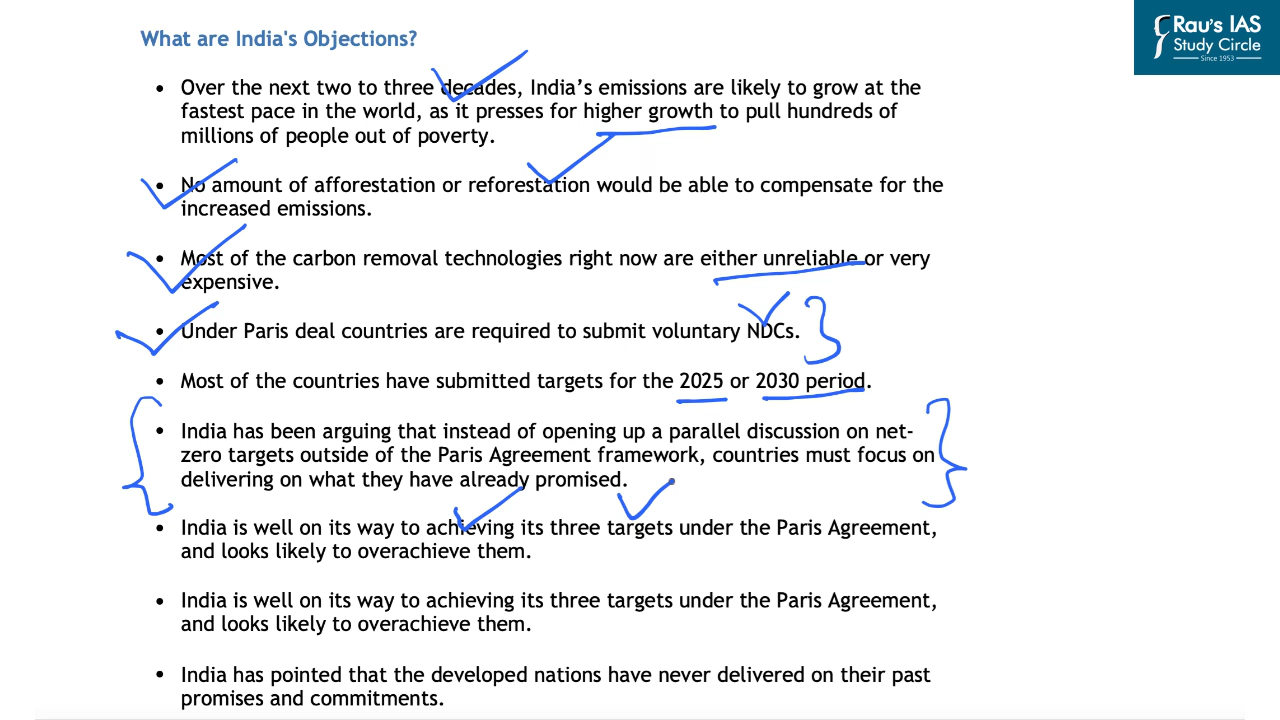 What are India's Objections?
Rau's IAS
Study Circle
Since 1953
• Over the next two to three decades, India’s emissions are likely to grow at the
fastest pace in the world, as it presses for higher growth to pull hundreds of
millions of people out of poverty.
• No amount of afforestation or reforestation would be able to compensate for the
increased emissions.
• Most of the carbon removal technologies right now are either unreliable or very
expensive.
• Under Paris deal countries are required to submit voluntary NDCs.
• Most of the countries have submitted targets for the 2025 or 2030 period.
• India has been arguing that instead of opening up a parallel discussion on net-
zero targets outside of the Paris Agreement framework, countries must focus on
delivering on what they have already promised.
• India is well on its way to achieving its three targets under the Paris Agreement,
and looks likely to overachieve them.
• India is well on its way to achieving its three targets under the Paris Agreement,
and looks likely to overachieve them.
• India has pointed that the developed nations have never delivered on their past
promises and commitments.